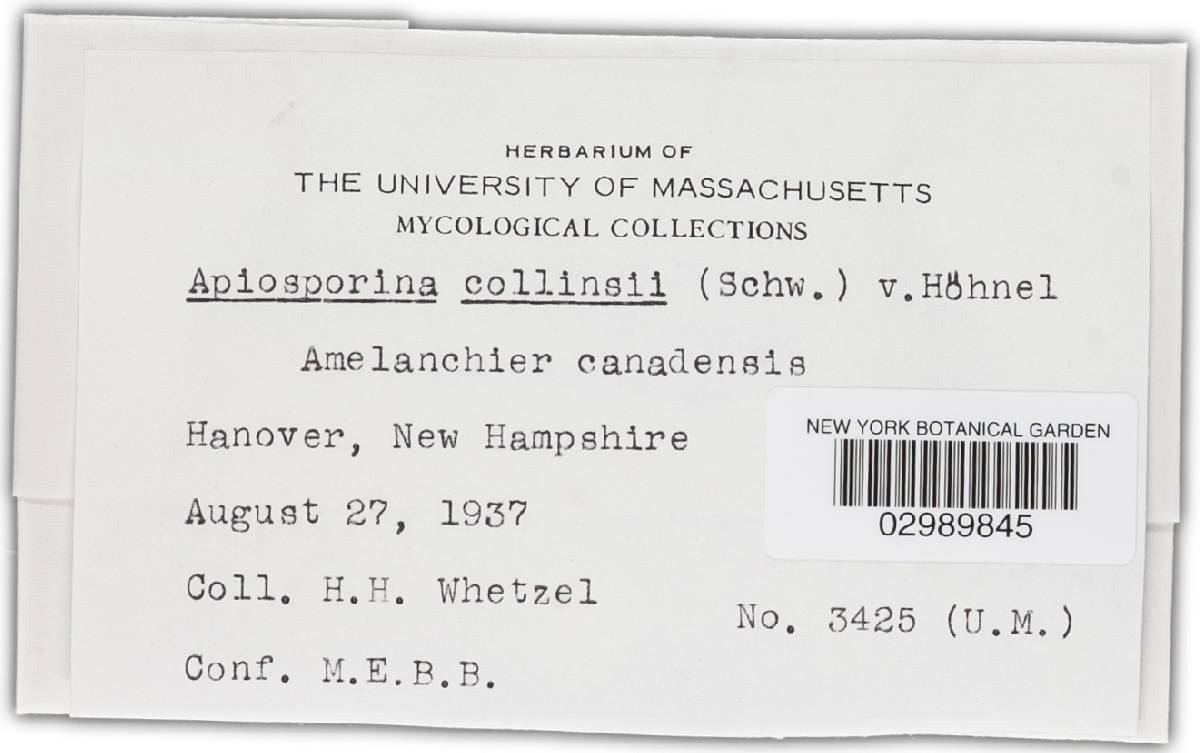 HERBARIUM OF
THE UNIVERSITY OF MASSACHUSETTS
MYCOLOGICAL COLLECTIONS
Apiosporina collinsii (Schw.) v.Höhnel
Amelanchier canadensis
Hanover, New Hampshire
August 27, 1937
Coll. H.H. Whetzel
No. 3425 (U.M.)
Conf. M.E.B.B.
NEW YORK BOTANICAL GARDEN
02989845